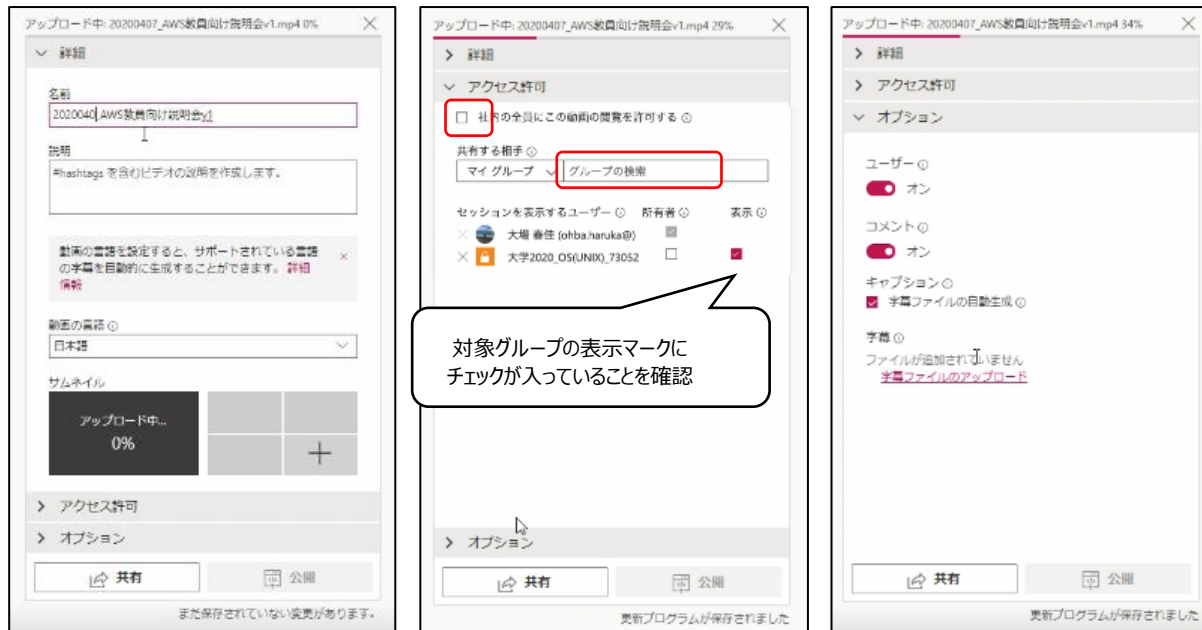 アップロード中: 20200407_AWS教員向け説明会v1.mp4 0%
詳細
名前
2020040 AWS教員向け説明会v1
説明
#hashtags を含むビデオの説明を作成します。
動画の言語を設定すると、サポートされている言語
の字幕を自動的に生成することができます。 詳細
情報
動画の言語
日本語
サムネイル
アップロード中...
0%
アクセス許可
オプション
共有
公開
まだ保存されていない変更があります。
アップロード中: 20200407_AWS教員向け説明会v1.mp4 29%
詳細
アクセス許可
社内の全員にこの動画の閲覧を許可する
共有する相手
マイ グループ グループの検索
セッションを表示するユーザー 所有者 表示
大場 春佳 (ohba.haruka@)
大学2020_OS(UNIX)_73052
対象グループの表示マークに
チェックが入っていることを確認
オプション
共有
公開
更新プログラムが保存されました
アップロード中: 20200407_AWS教員向け説明会v1.mp4 34%
詳細
アクセス許可
オプション
ユーザー
オン
コメント
オン
キャプション
字幕ファイルの自動生成
字幕
ファイルが追加されていません
字幕ファイルのアップロード
共有
公開
更新プログラムが保存されました